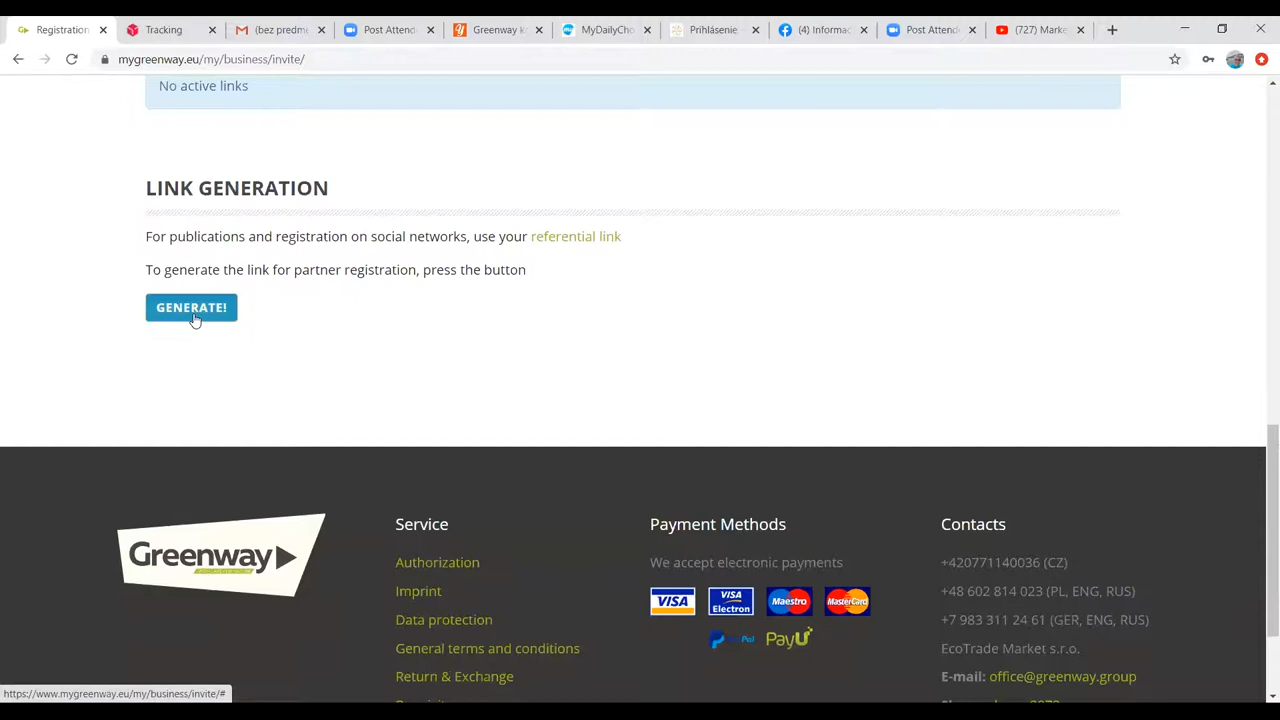 Registration
Tracking
(bez predmi
Post Attend
Greenway k
MyDailyCho
Prihlásenie
(4) Informac
Post Attend
(727) Marke
mygreenway.eu/my/business/invite/
No active links
LINK GENERATION
For publications and registration on social networks, use your referential link
To generate the link for partner registration, press the button
GENERATE!
Greenway
Service
Payment Methods
Contacts
Authorization
We accept electronic payments
+420771140036 (CZ)
Imprint
VISA
VISA Electron
Maestro
MasterCard
+48 602 814 023 (PL, ENG, RUS)
Data protection
PayPal
PayU
+7 983 311 24 61 (GER, ENG, RUS)
General terms and conditions
EcoTrade Market s.r.o.
Return & Exchange
E-mail: office@greenway.group
https://www.mygreenway.eu/my/business/invite/#